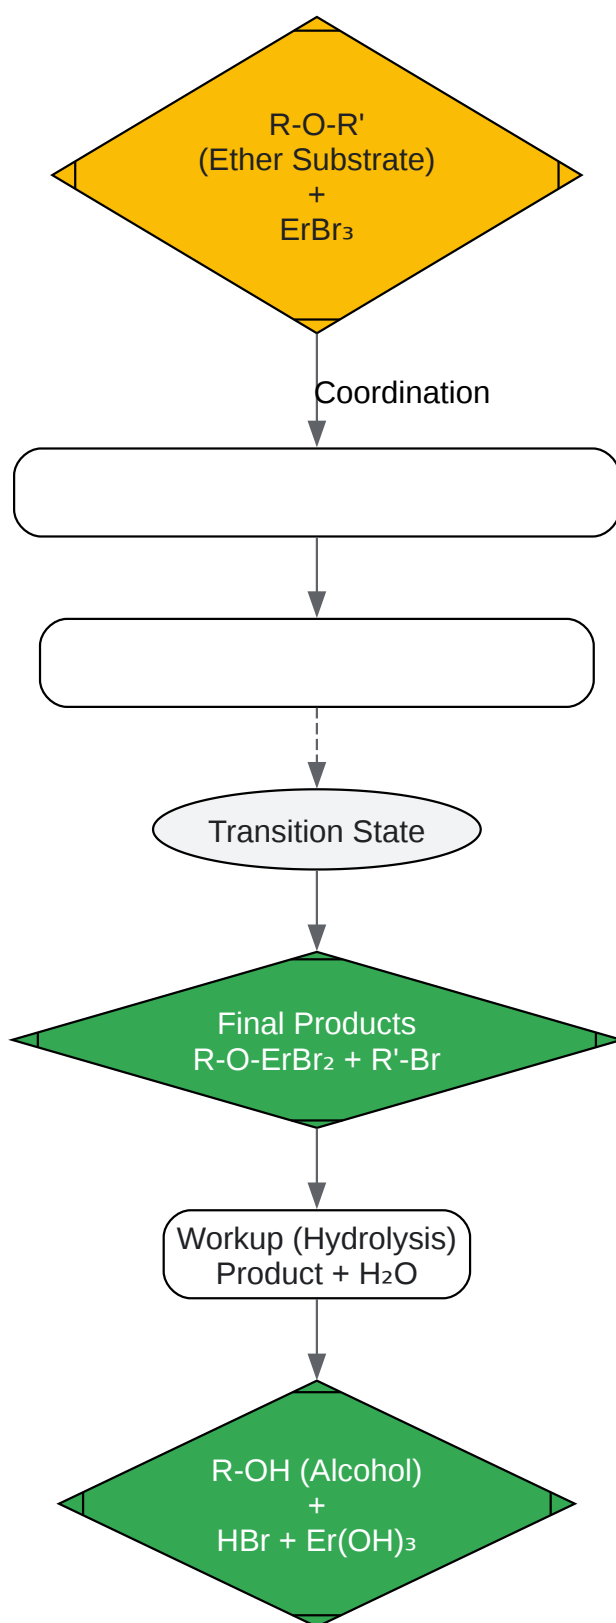 R-O-R'
(Ether Substrate)
+
ErBr₃
Coordination
Transition State
Final Products
R-O-ErBr₂ + R'-Br
Workup (Hydrolysis)
Product + H₂O
R-OH (Alcohol)
+
HBr + Er(OH)₃